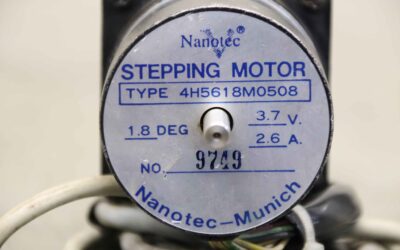 Nanotec®
STEPPING MOTOR
TYPE 4H5618M0508
1.8 DEG
3.7 V.
2.6 A.
NO 9749
Nanotec-Munich